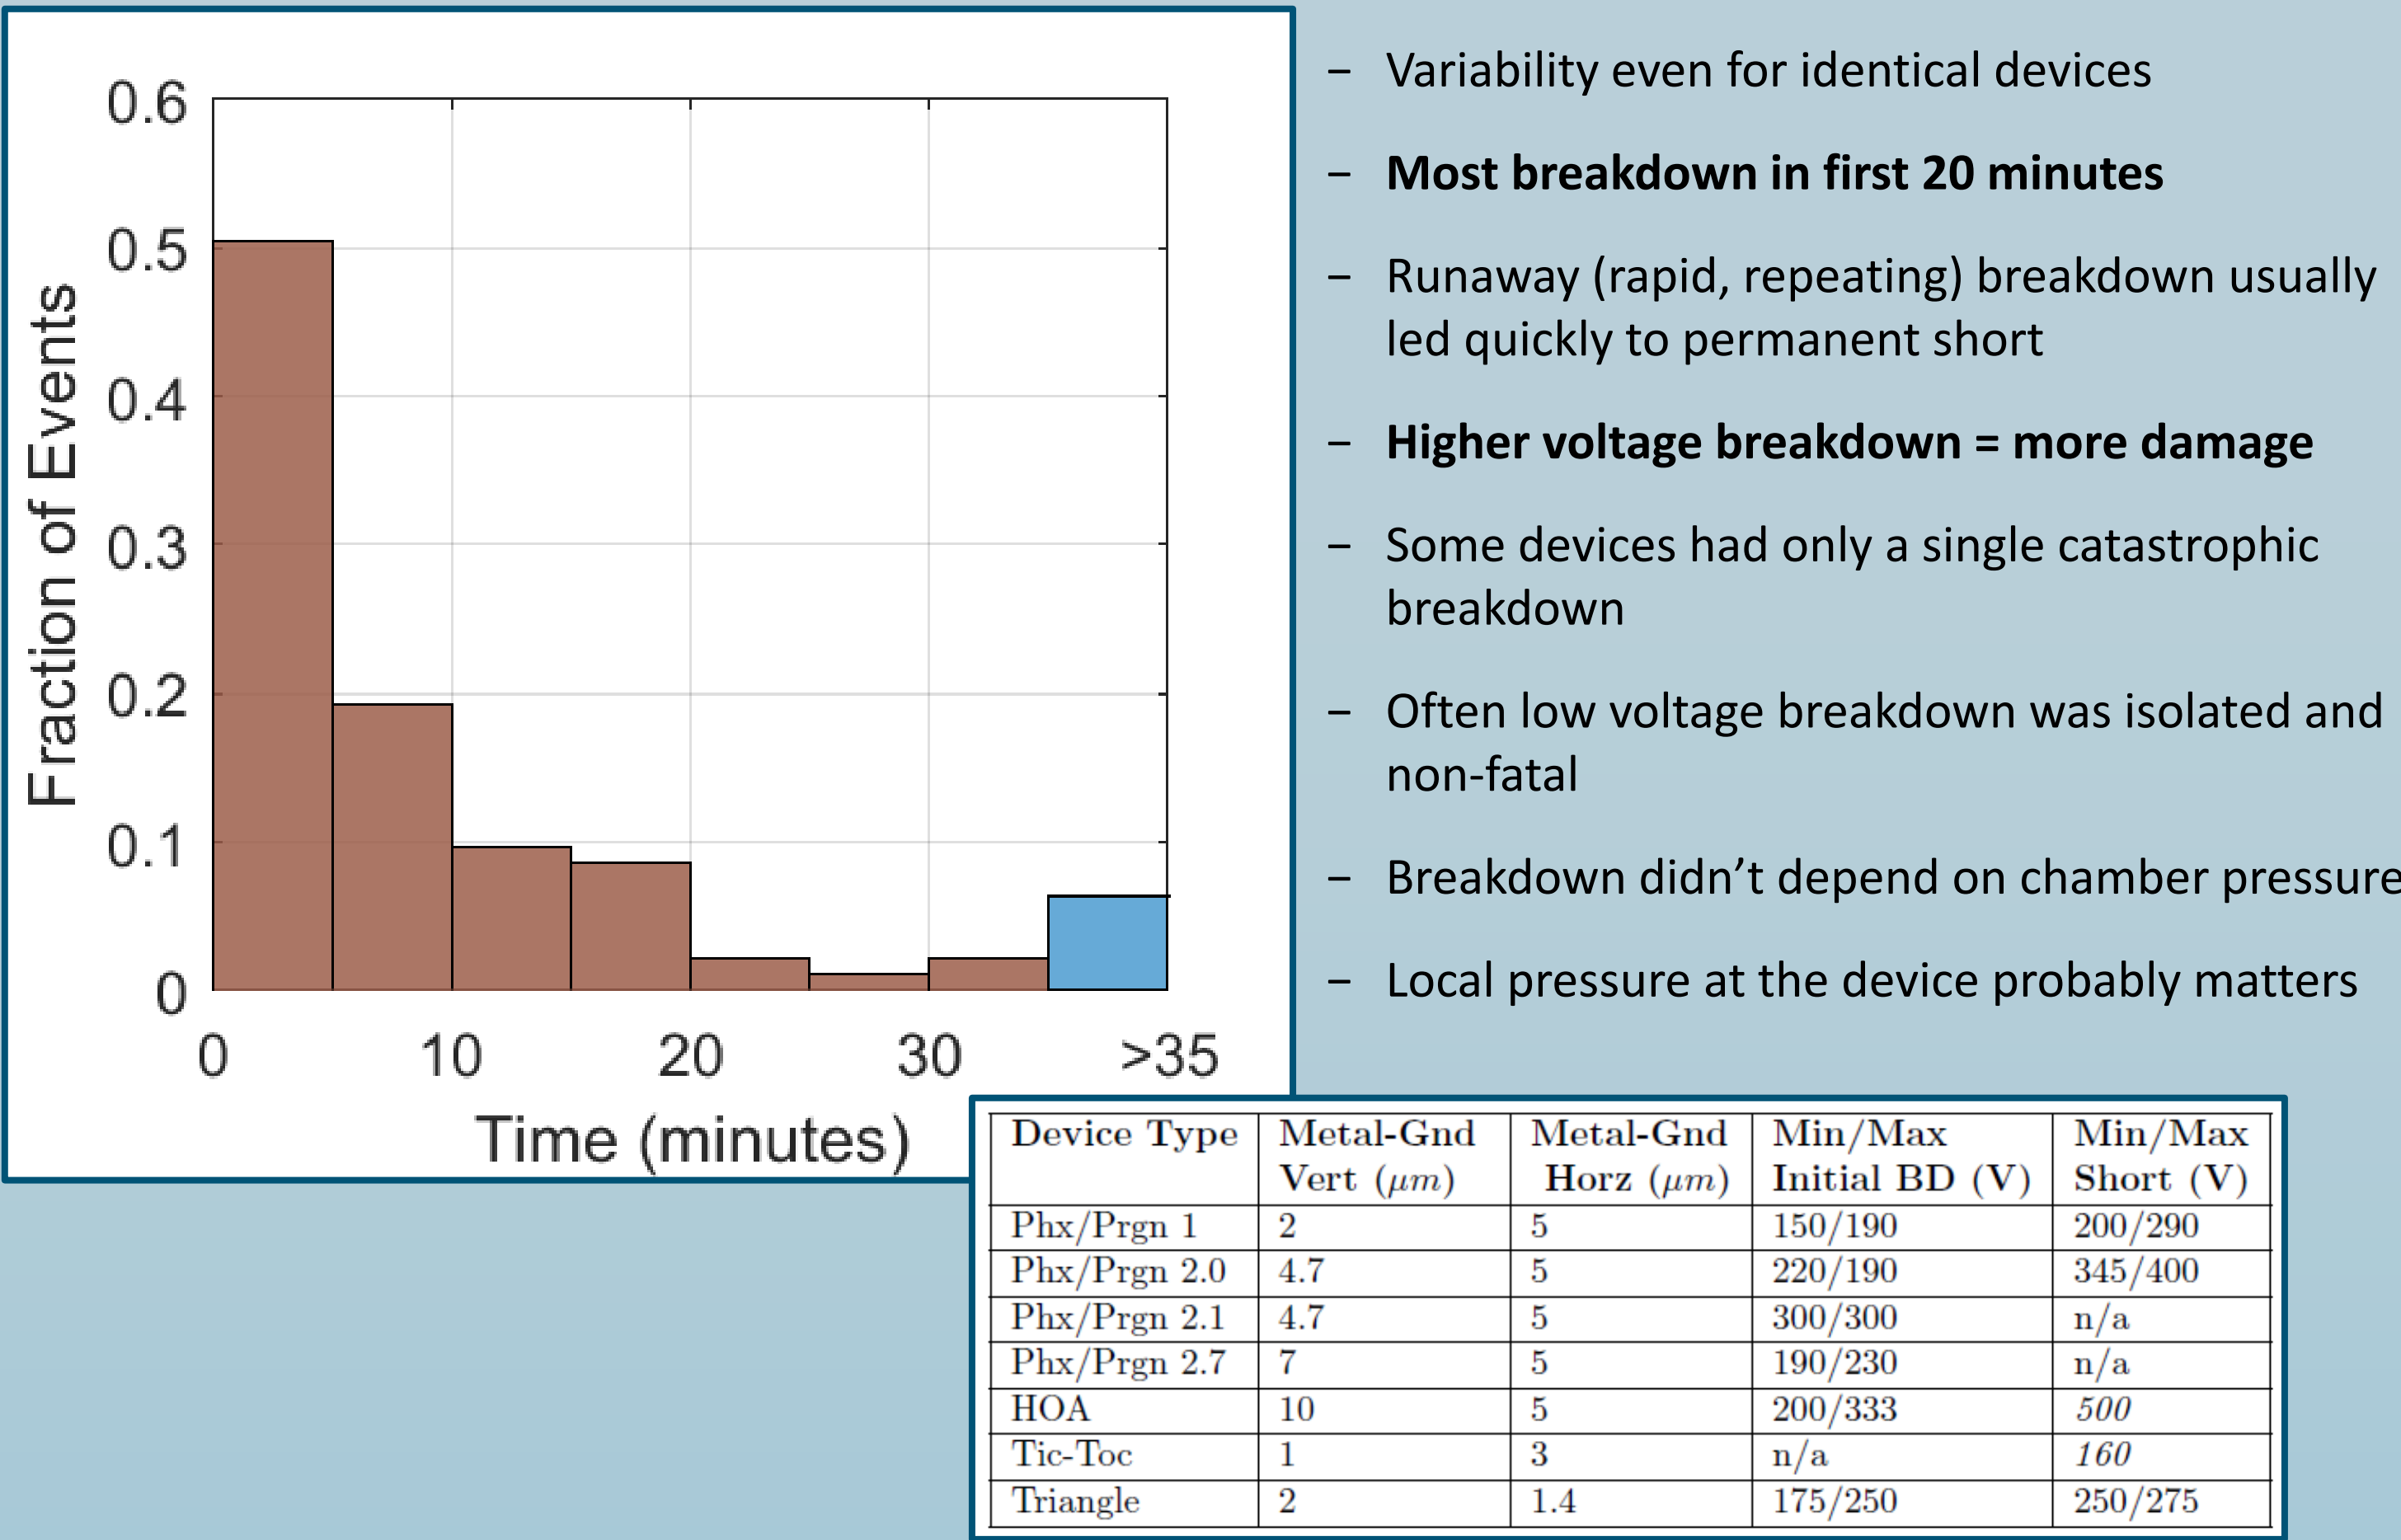 0.6
0.5
0.4
0.3
0.2
0.1
0
Fraction of Events
0 10 20 30 >35
Time (minutes)
– Variability even for identical devices
– Most breakdown in first 20 minutes
– Runaway (rapid, repeating) breakdown usually
led quickly to permanent short
– Higher voltage breakdown = more damage
– Some devices had only a single catastrophic
breakdown
– Often low voltage breakdown was isolated and
non-fatal
– Breakdown didn’t depend on chamber pressure
– Local pressure at the device probably matters
Device Type Metal-Gnd Metal-Gnd Min/Max Min/Max
Vert (μm) Horz (μm) Initial BD (V) Short (V)
Phx/Prgn 1 2 5 150/190 200/290
Phx/Prgn 2.0 4.7 5 220/190 345/400
Phx/Prgn 2.1 4.7 5 300/300 n/a
Phx/Prgn 2.7 7 5 190/230 n/a
HOA 10 5 200/333 500
Tic-Toc 1 3 n/a 160
Triangle 2 1.4 175/250 250/275